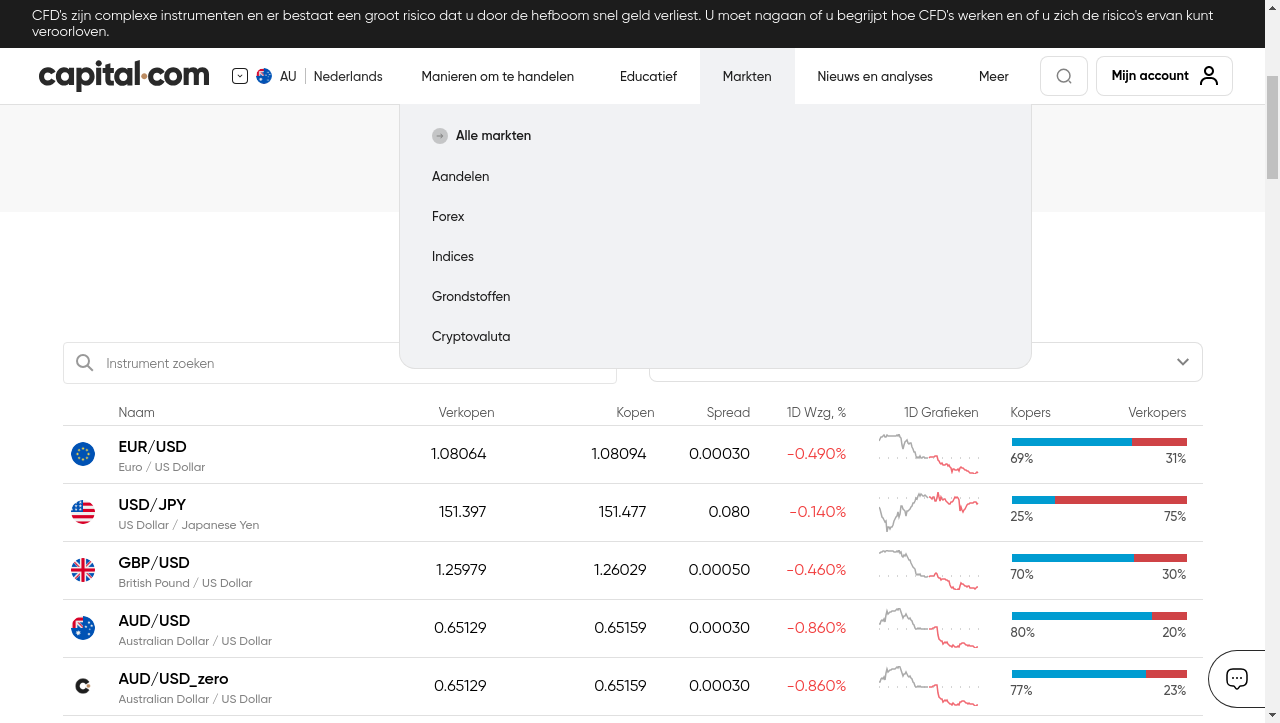 CFD's zijn complexe instrumenten en er bestaat een groot risico dat u door de hefboom snel geld verliest. U moet nagaan of u begrijpt hoe CFD's werken en of u zich de risico's ervan kunt
veroorloven.
capital.com AU Nederlands Manieren om te handelen Educatief Markten Nieuws en analyses Meer Mijn account
Alle markten
Aandelen
Forex
Indices
Grondstoffen
Cryptovaluta
Instrument zoeken
Naam Verkopen Kopen Spread 1D Wzg, % 1D Grafieken Kopers Verkopers
EUR/USD 1.08064 1.08094 0.00030 -0.490%
Euro / US Dollar 69% 31%
USD/JPY 151.397 151.477 0.080 -0.140%
US Dollar / Japanese Yen 25% 75%
GBP/USD 1.25979 1.26029 0.00050 -0.460%
British Pound / US Dollar 70% 30%
AUD/USD 0.65129 0.65159 0.00030 -0.860%
Australian Dollar / US Dollar 80% 20%
AUD/USD_zero 0.65129 0.65159 0.00030 -0.860%
Australian Dollar / US Dollar 77% 23%